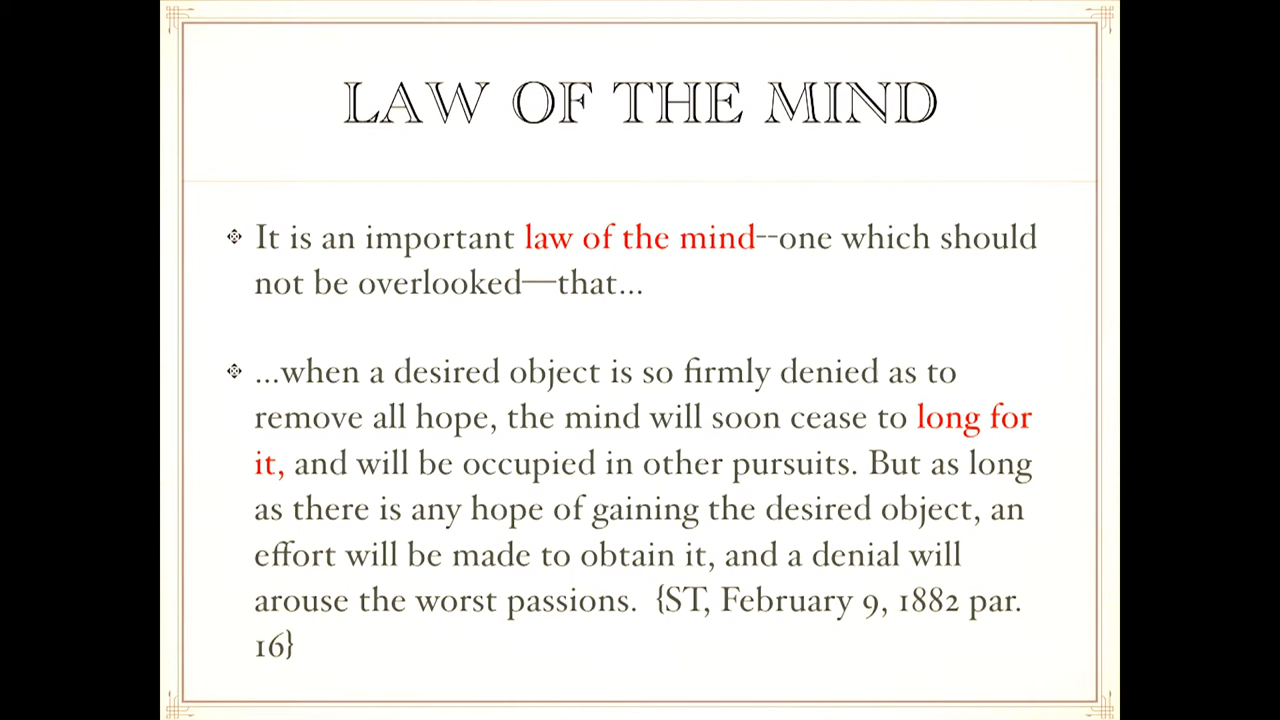 LAW OF THE MIND
It is an important law of the mind--one which should
not be overlooked—that...
...when a desired object is so firmly denied as to
remove all hope, the mind will soon cease to long for
it, and will be occupied in other pursuits. But as long
as there is any hope of gaining the desired object, an
effort will be made to obtain it, and a denial will
arouse the worst passions. {ST, February 9, 1882 par.
16}